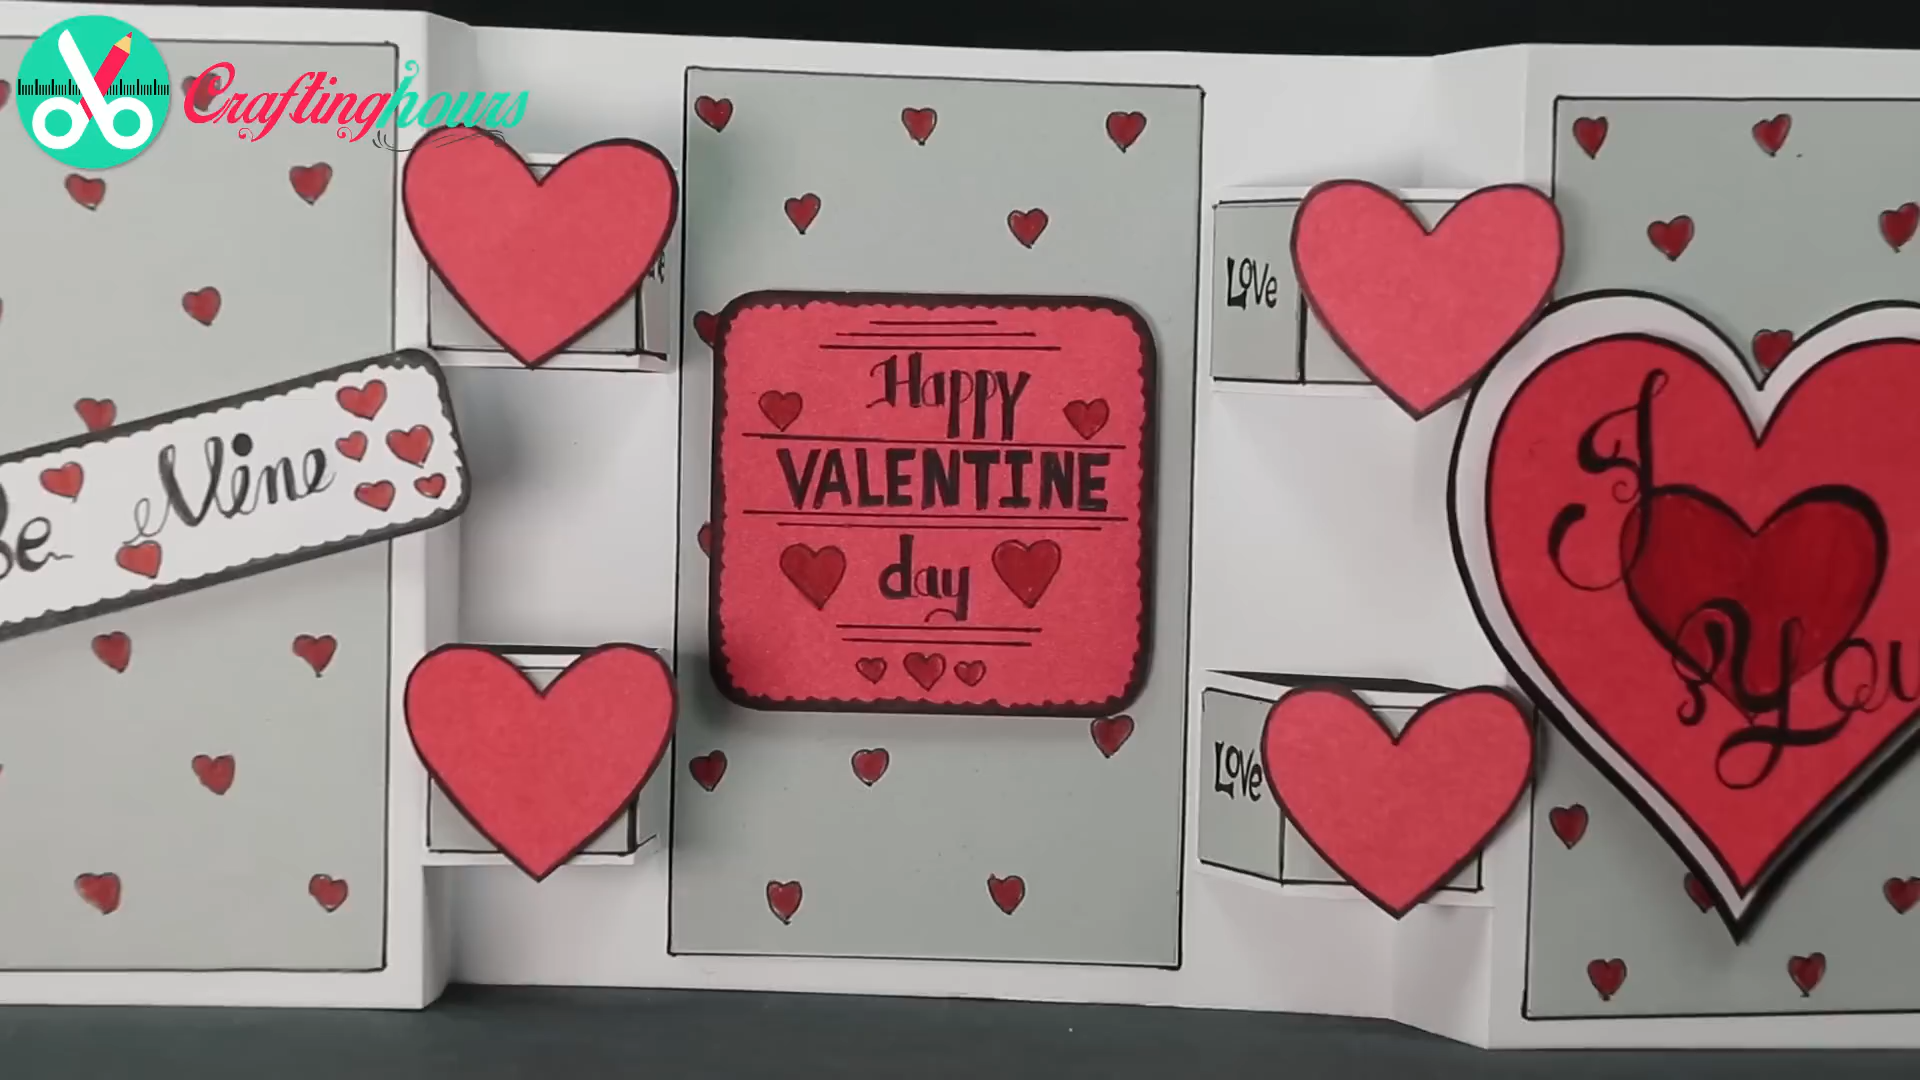 Craftinghours
Be Mine
Happy
VALENTINE
day
Love
Love
I
You